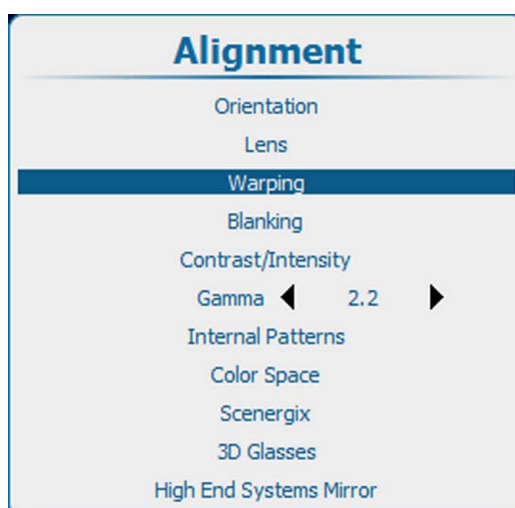 Alignment
Orientation
Lens
Warping
Blanking
Contrast/Intensity
Gamma 2.2
Internal Patterns
Color Space
Scenergix
3D Glasses
High End Systems Mirror